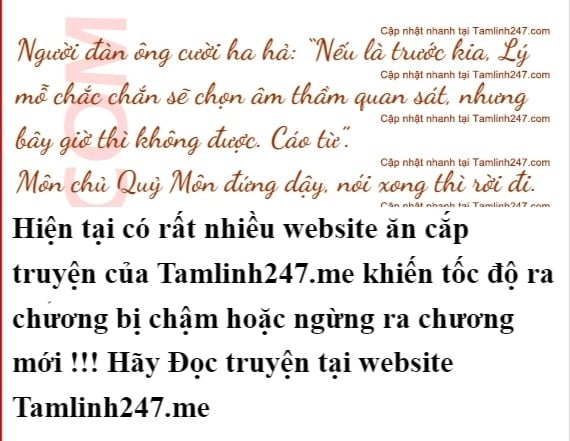 Cập nhật nhanh tại Tamlinh247.com
Người đàn ông cười ha hả: “Nếu là trước kia, Lý
Cập nhật nhanh tại Tamlinh247.com
mỗ chắc chắn sẽ chọn âm thầm quan sát, nhưng
Cập nhật nhanh tại Tamlinh247.com
bây giờ thì không được. Cáo từ”.
Cập nhật nhanh tại Tamlinh247.com
Môn chủ Quỷ Môn đứng dậy, nói xong thì rời đi.
Cập nhật nhanh tại Tamlinh247.com
COM
Hiện tại có rất nhiều website ăn cắp
truyện của Tamlinh247.me khiến tốc độ ra
chương bị chậm hoặc ngừng ra chương
mới !!! Hãy Đọc truyện tại website
Tamlinh247.me